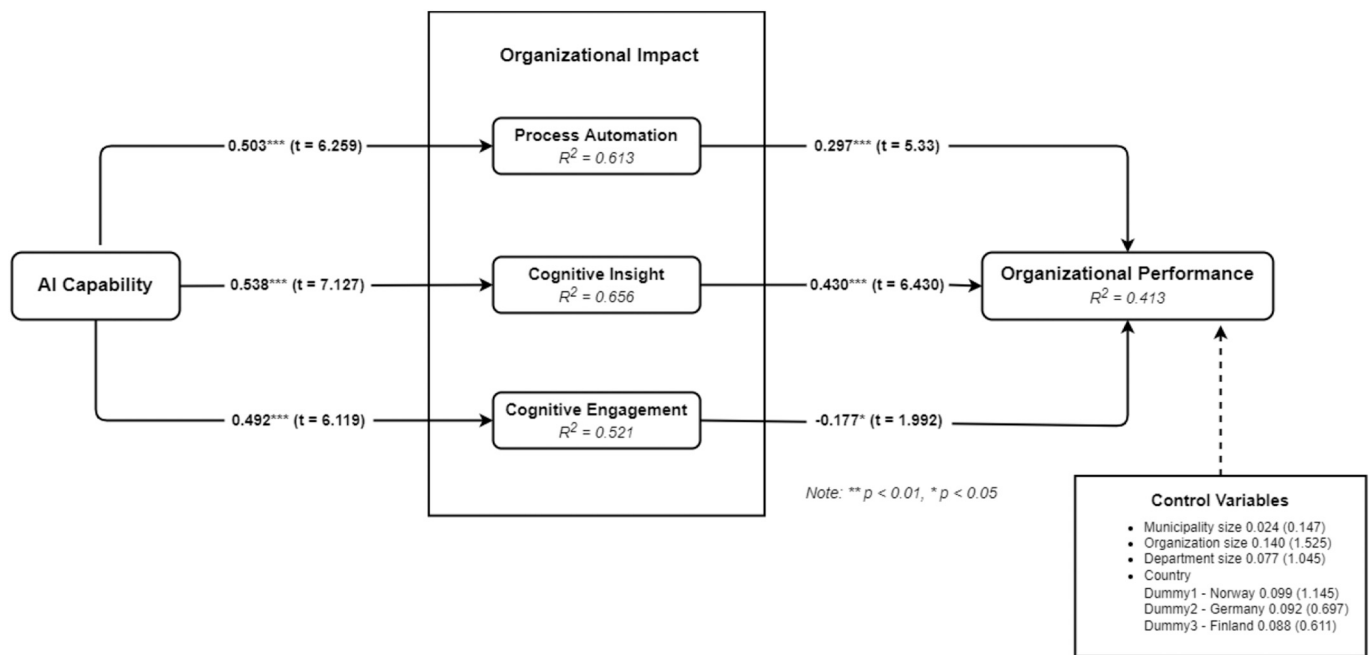 Organizational Impact
0.503*** (t = 6.259)
Process Automation
R² = 0.613
0.297*** (t = 5.33)
AI Capability
0.538*** (t = 7.127)
Cognitive Insight
R² = 0.656
0.430*** (t = 6.430)
Organizational Performance
R² = 0.413
0.492*** (t = 6.119)
Cognitive Engagement
R² = 0.521
-0.177* (t = 1.992)
Note: ** p < 0.01, * p < 0.05
Control Variables
• Municipality size 0.024 (0.147)
• Organization size 0.140 (1.525)
• Department size 0.077 (1.045)
• Country
Dummy1 - Norway 0.099 (1.145)
Dummy2 - Germany 0.092 (0.697)
Dummy3 - Finland 0.088 (0.611)